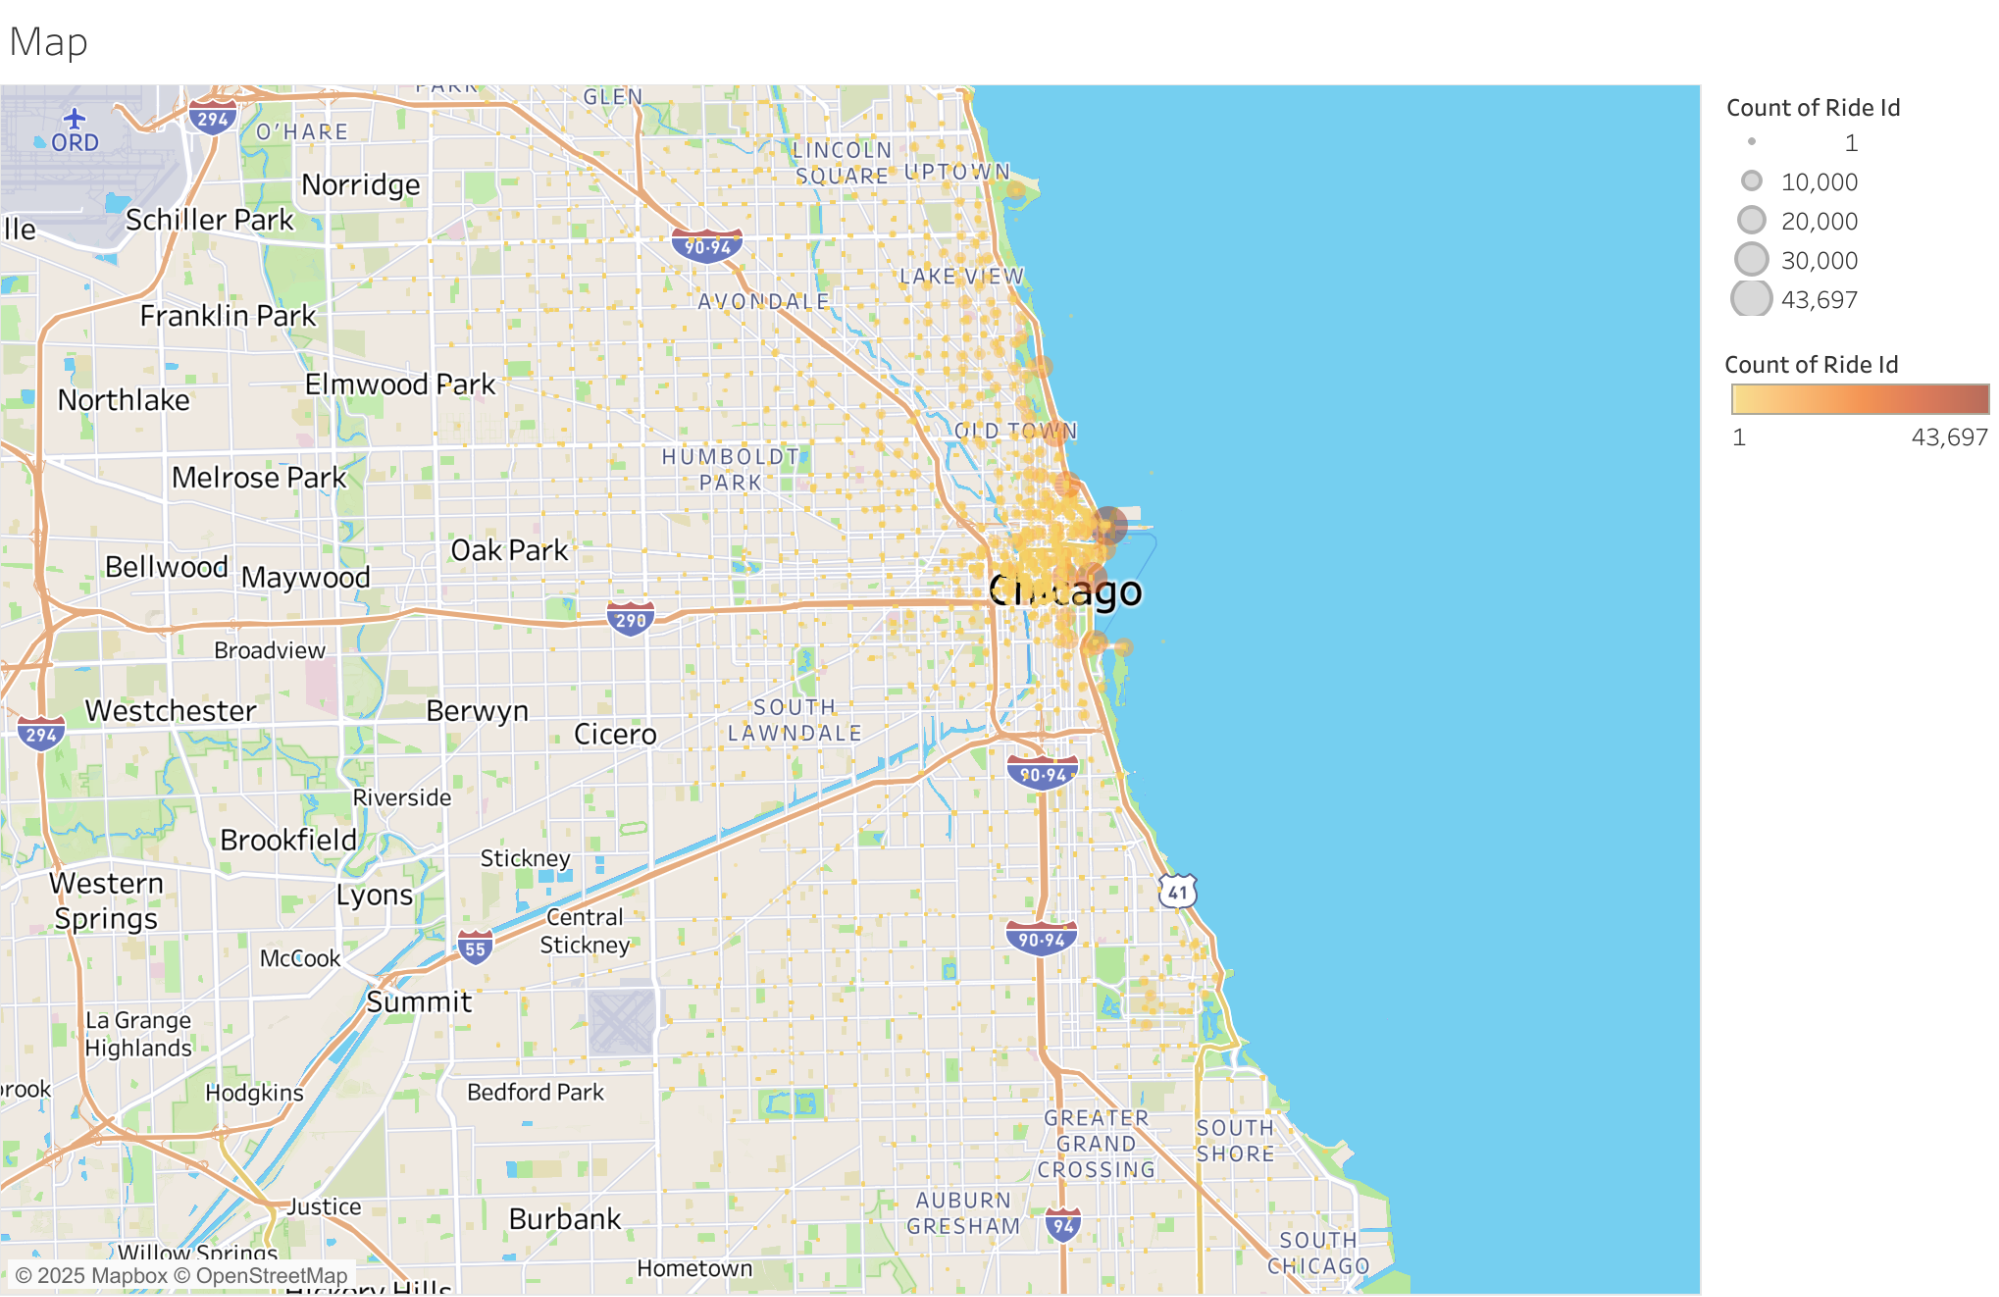 Map
PARK
GLEN
294
ORD
O'HARE
LINCOLN
SQUARE
UPTOWN
Norridge
Schiller Park
lle
90-94
LAKE VIEW
AVONDALE
Franklin Park
Elmwood Park
Northlake
OLD TOWN
HUMBOLDT
PARK
Melrose Park
Oak Park
Bellwood
Maywood
Chicago
290
Broadview
Westchester
Berwyn
SOUTH
LAWNDALE
294
Cicero
90-94
Riverside
Brookfield
Stickney
Western
Springs
Lyons
41
Central
Stickney
90-94
55
McCook
Summit
La Grange
Highlands
brook
Hodgkins
Bedford Park
GREATER
GRAND
CROSSING
SOUTH
SHORE
Justice
AUBURN
GRESHAM
Burbank
94
SOUTH
CHICAGO
Willow Springs
Hometown
© 2025 Mapbox © OpenStreetMap
Hickory Hills
Count of Ride Id
1
10,000
20,000
30,000
43,697
Count of Ride Id
1 43,697